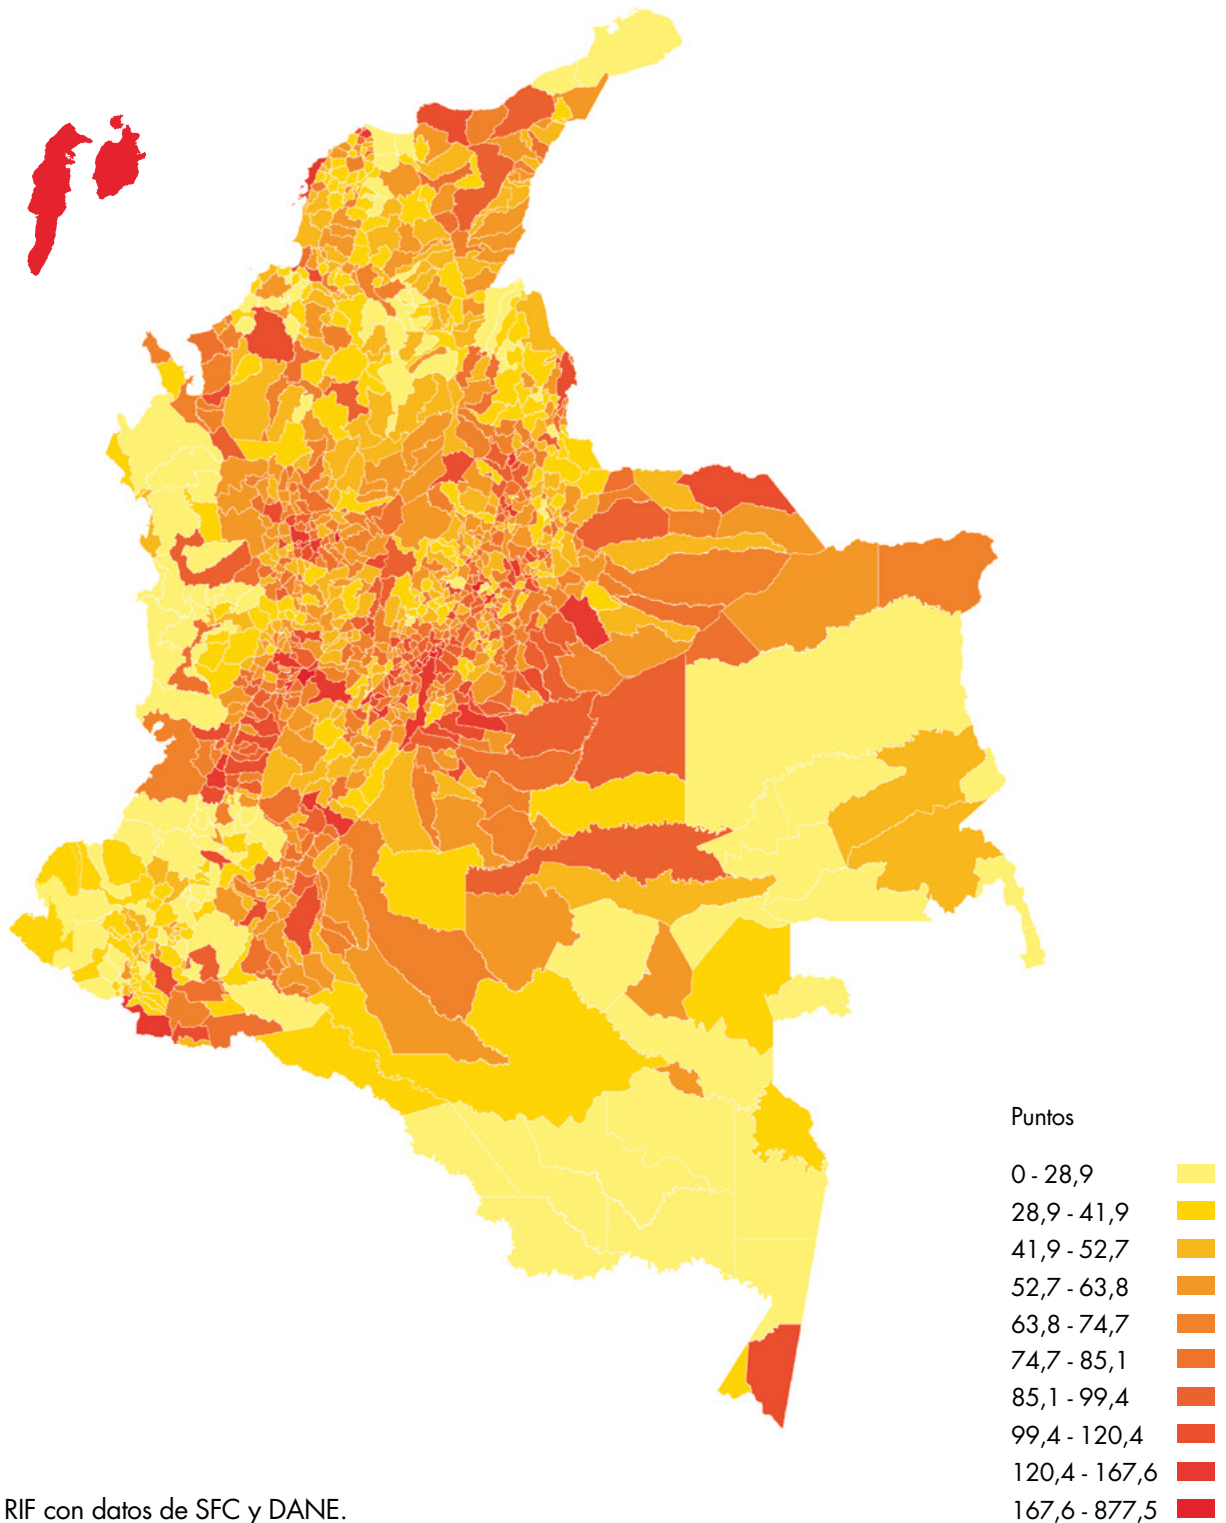 Puntos
0 - 28,9
28,9 - 41,9
41,9 - 52,7
52,7 - 63,8
63,8 - 74,7
74,7 - 85,1
85,1 - 99,4
99,4 - 120,4
120,4 - 167,6
167,6 - 877,5
RIF con datos de SFC y DANE.